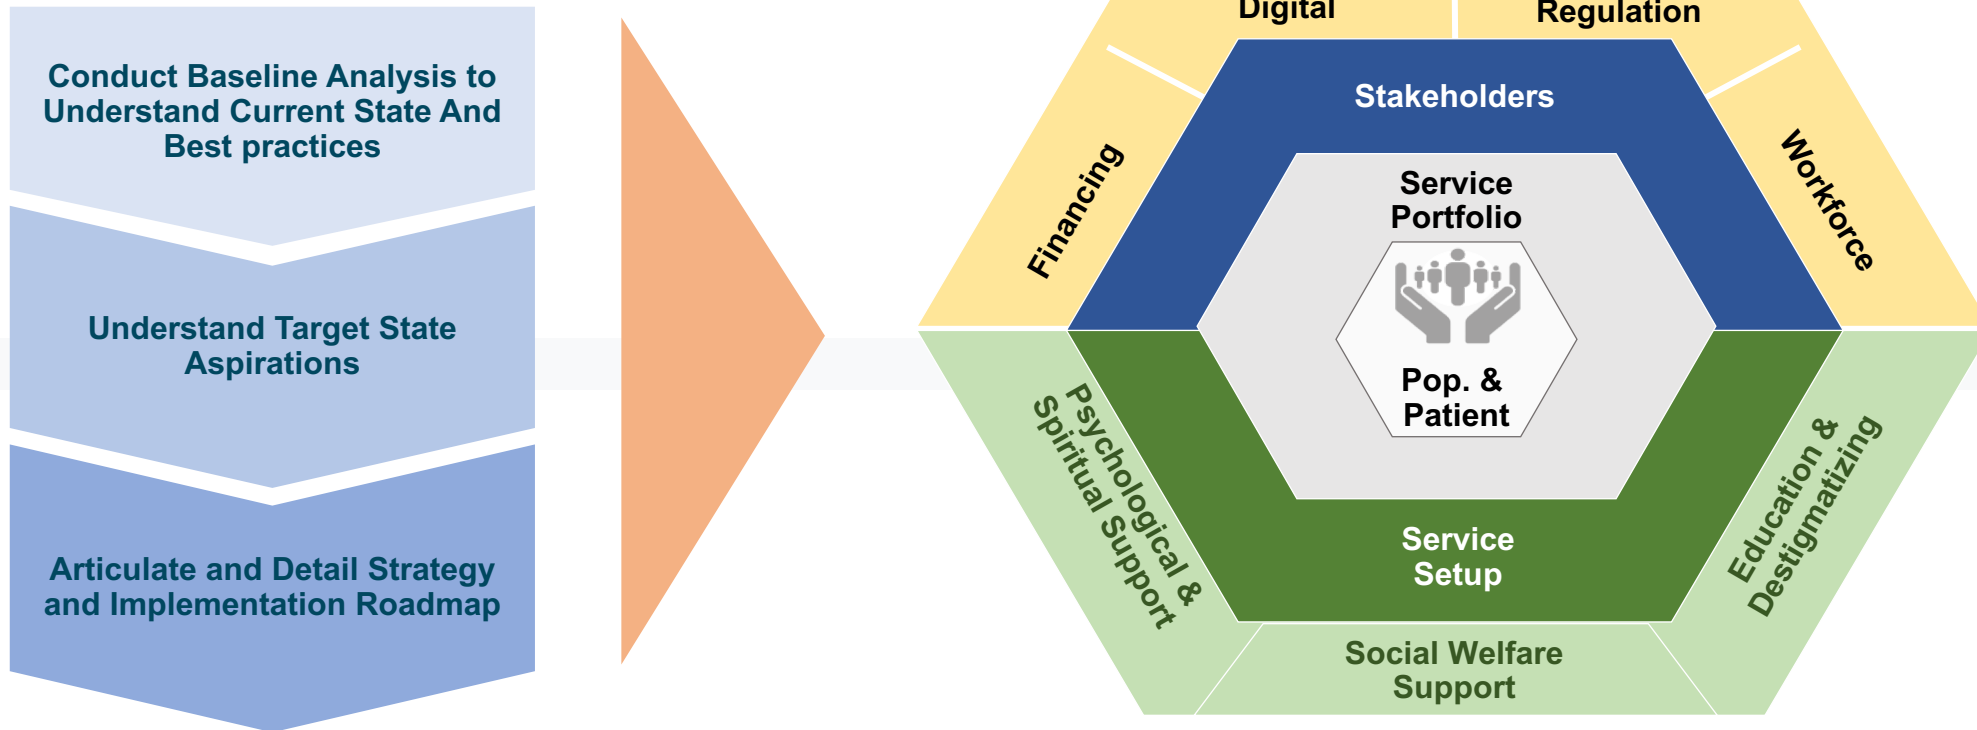 Conduct Baseline Analysis to
Understand Current State And
Best practices
Understand Target State
Aspirations
Articulate and Detail Strategy
and Implementation Roadmap
Digital
Regulation
Stakeholders
Financing
Workforce
Service
Portfolio
Pop. &
Patient
Psychological &
Spiritual Support
Education &
Destigmatizing
Service
Setup
Social Welfare
Support